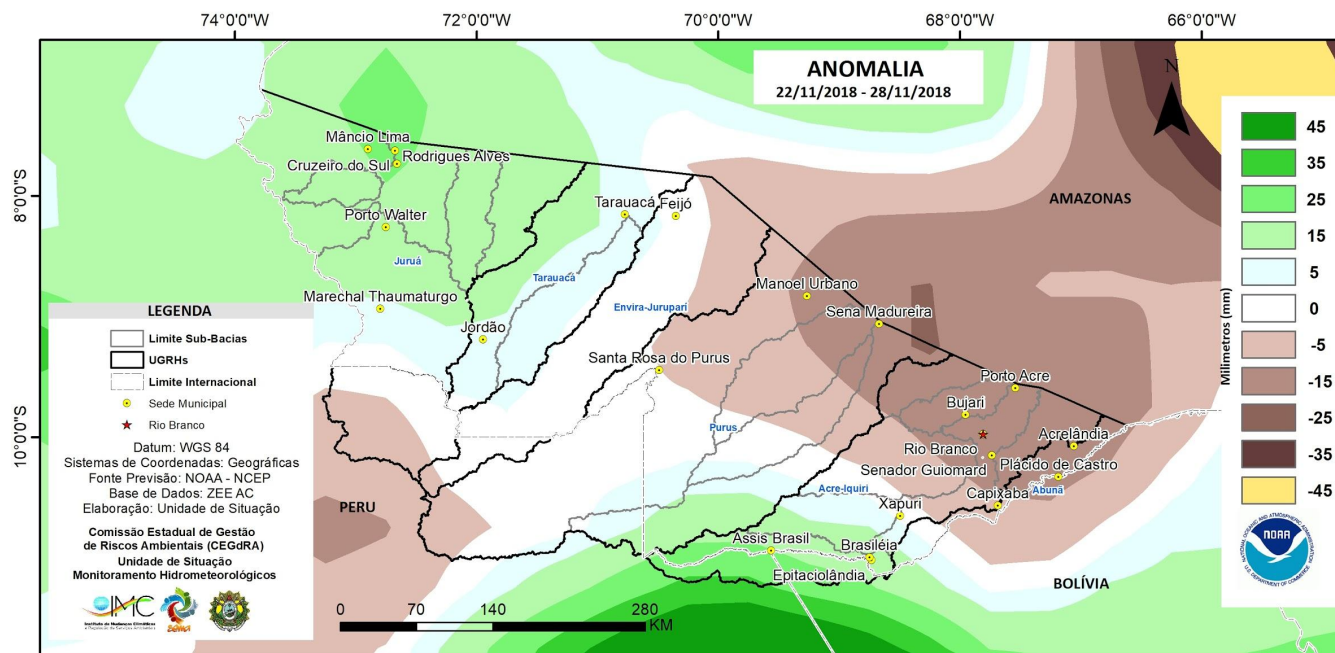 74°0'0"W
72°0'0"W
70°0'0"W
68°0'0"W
66°0'0"W
ANOMALIA
22/11/2018 - 28/11/2018
N
8°0'0"S
10°0'0"S
Mâncio Lima
Rodrigues Alves
Cruzeiro do Sul
Porto Walter
Juruá
Marechal Thaumaturgo
Jordão
Tarauacá
Feijó
Tarauacá
Envira-Jurupari
Santa Rosa do Purus
Manoel Urbano
Sena Madureira
AMAZONAS
Porto Acre
Bujari
Purus
Rio Branco
Senador Guiomard
Acrelândia
Plácido de Castro
Abunã
Capixaba
Acre-Iquiri
Xapuri
Assis Brasil
Brasiléia
Epitaciolândia
PERU
BOLÍVIA
LEGENDA
Limite Sub-Bacias
UGRHs
Limite Internacional
Sede Municipal
Rio Branco
Datum: WGS 84
Sistemas de Coordenadas: Geográficas
Fonte Previsão: NOAA - NCEP
Base de Dados: ZEE AC
Elaboração: Unidade de Situação
Comissão Estadual de Gestão
de Riscos Ambientais (CEGdRA)
Unidade de Situação
Monitoramento Hidrometeorológicos
IMC
0
70
140
280
KM
Milimetros (mm)
45
35
25
15
5
0
-5
-15
-25
-35
-45
NOAA